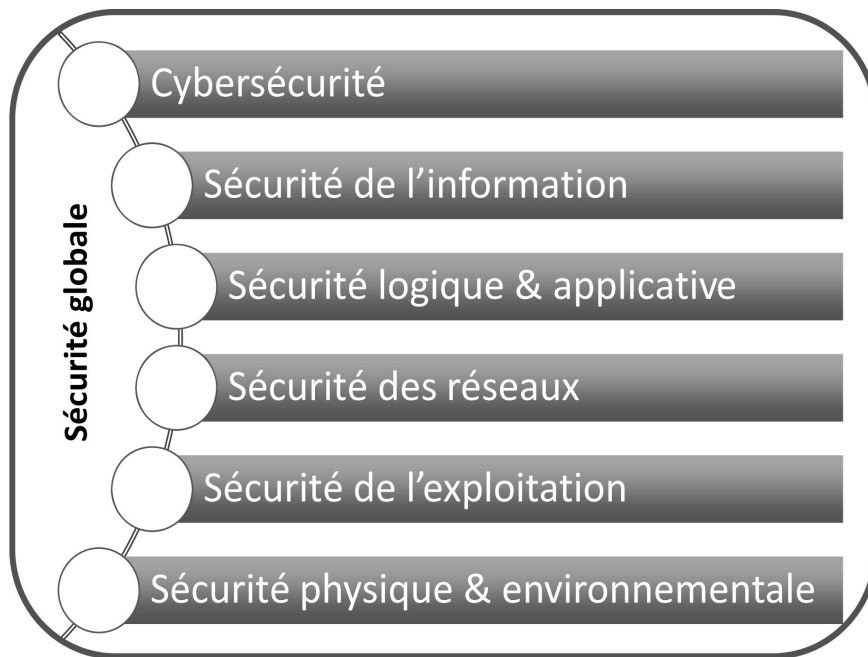 Sécurité globale
Cybersécurité
Sécurité de l’information
Sécurité logique & applicative
Sécurité des réseaux
Sécurité de l’exploitation
Sécurité physique & environnementale